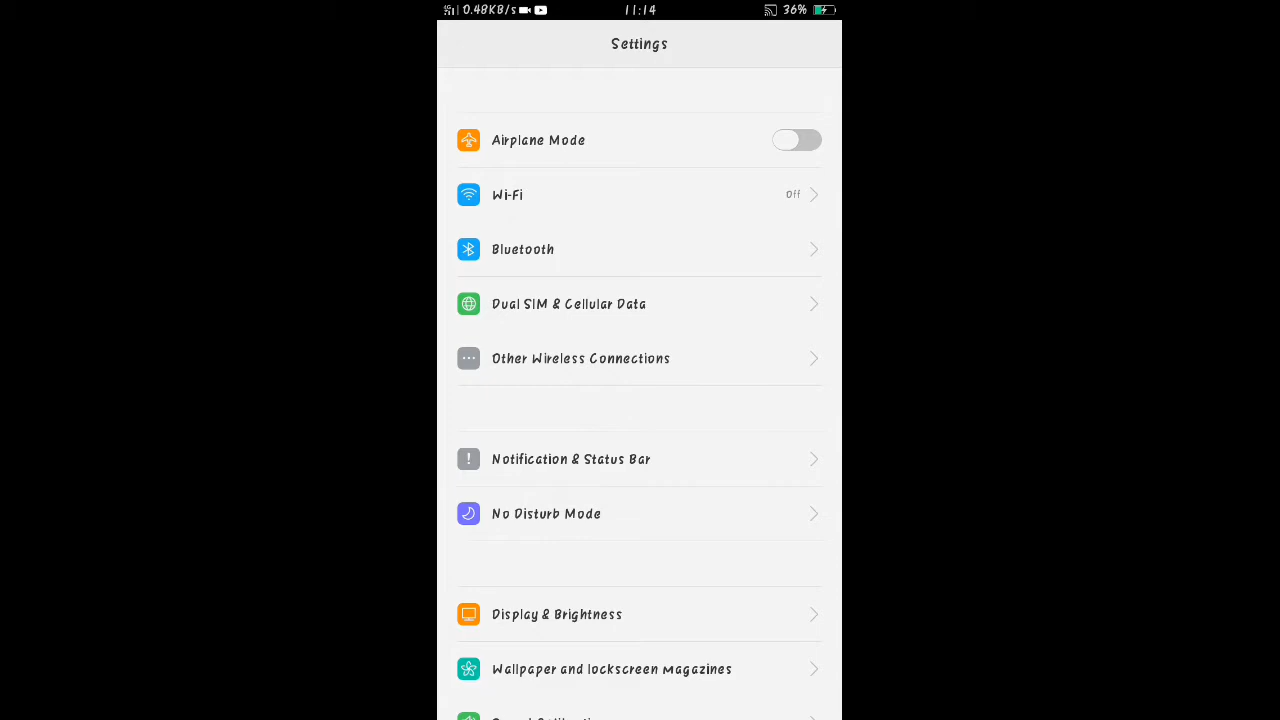 4G 0.48KB/s 11:14 36%
Settings
Airplane Mode
Wi-Fi Off
Bluetooth
Dual SIM & Cellular Data
Other Wireless Connections
Notification & Status Bar
No Disturb Mode
Display & Brightness
Wallpaper and lockscreen Magazines